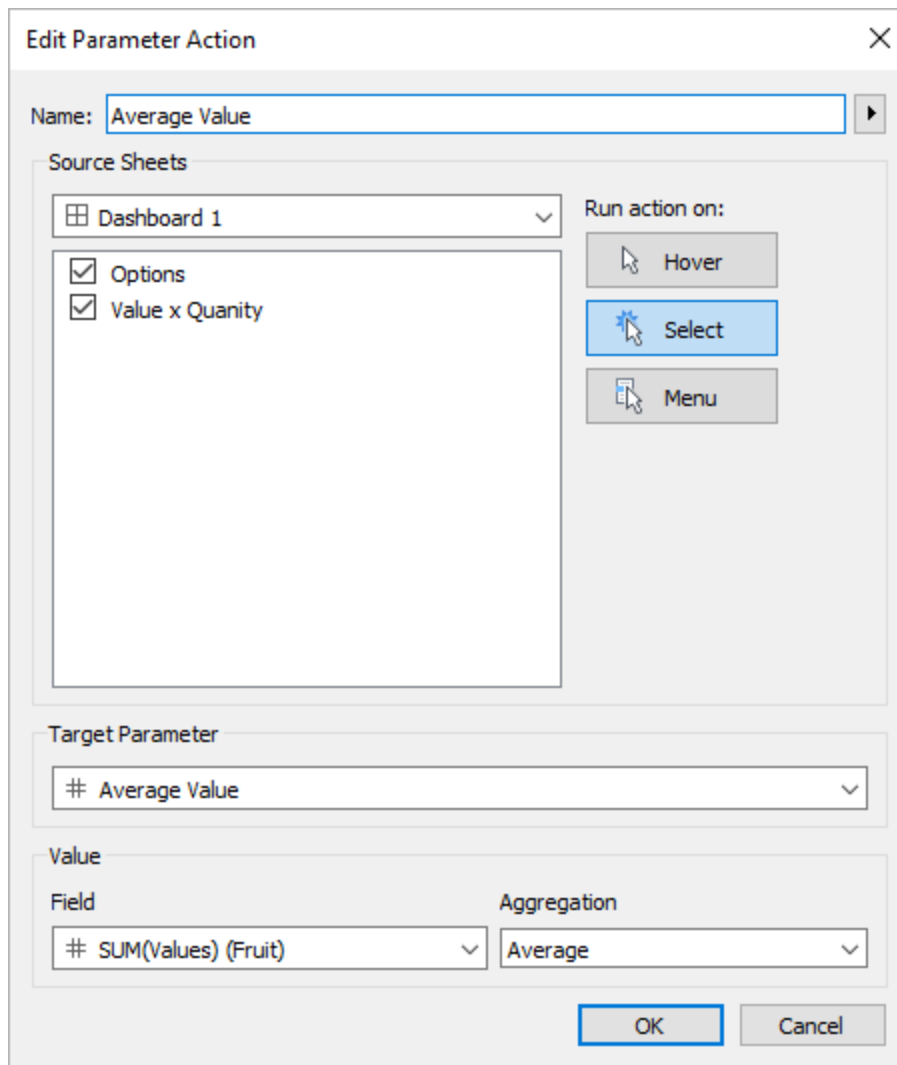 Edit Parameter Action
Name: Average Value
Source Sheets
Dashboard 1
Run action on:
Options
Value x Quanity
Hover
Select
Menu
Target Parameter
# Average Value
Value
Field
Aggregation
# SUM(Values) (Fruit)
Average
OK
Cancel